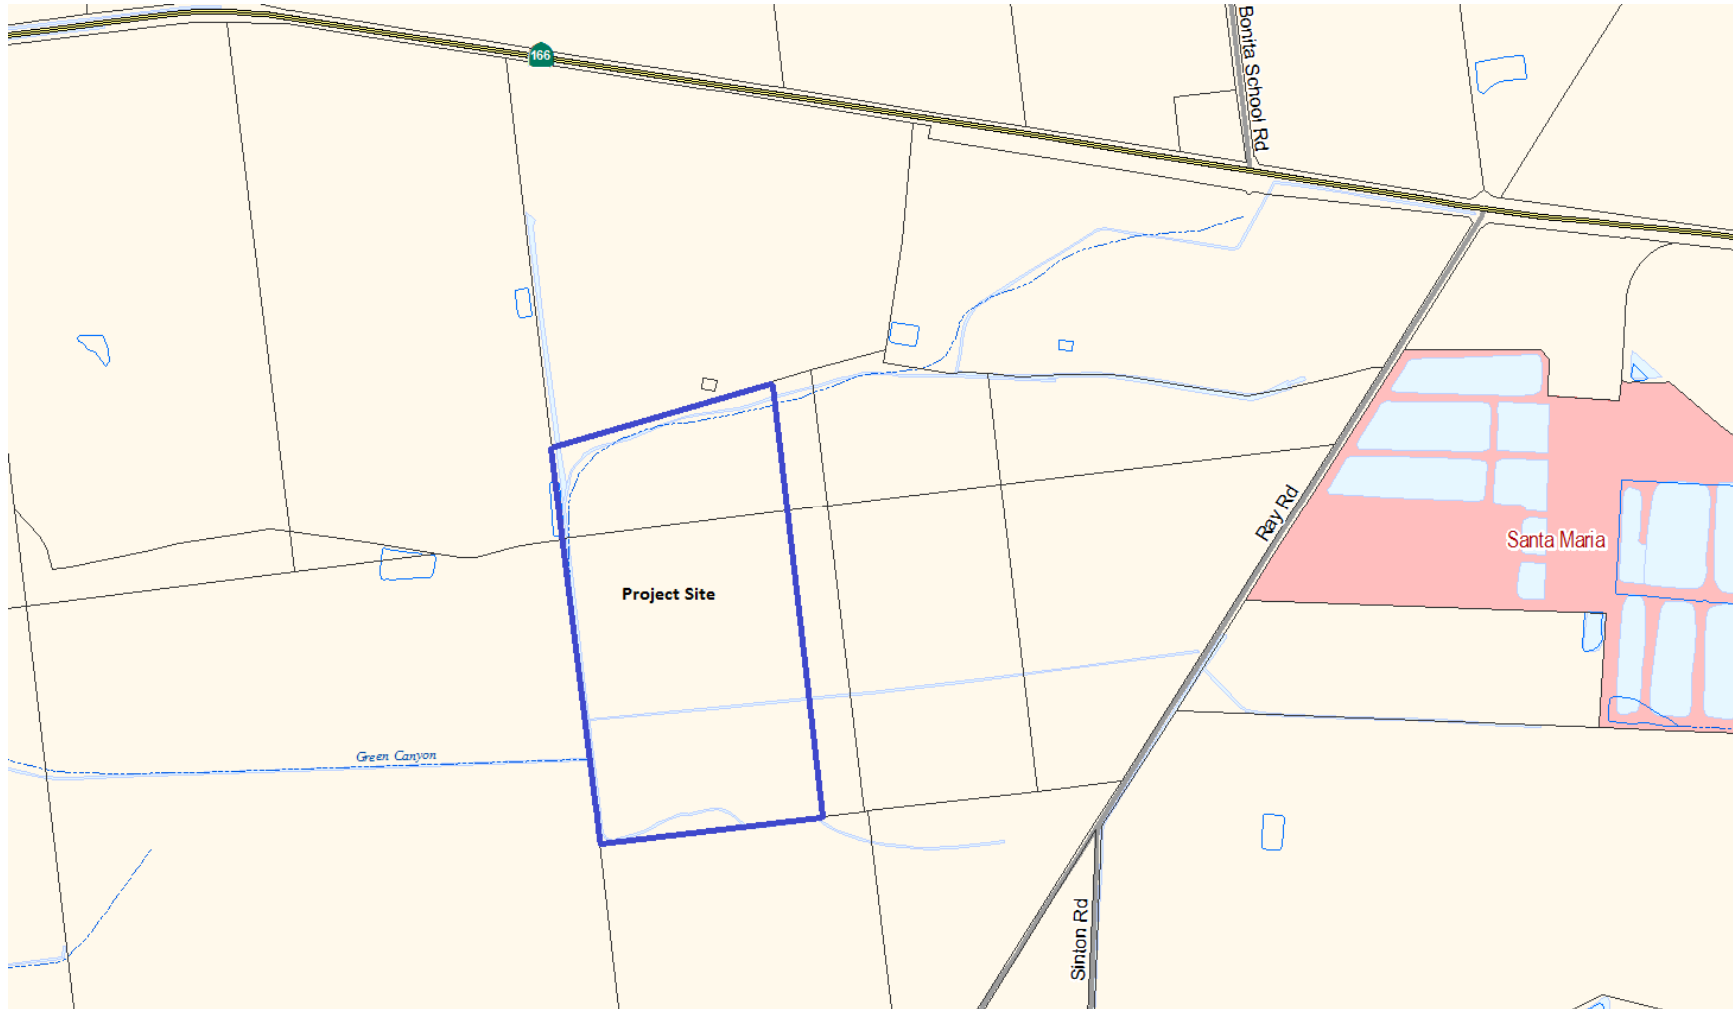 166
Bonita School Rd
Ray Rd
Santa Maria
Project Site
Green Canyon
Sinton Rd